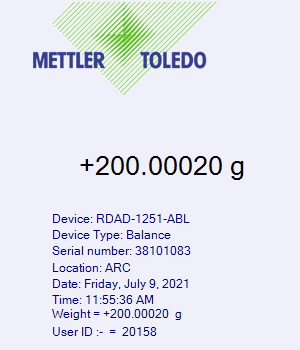 METTLER TOLEDO
+200.00020 g
Device: RDAD-1251-ABL
Device Type: Balance
Serial number: 38101083
Location: ARC
Date: Friday, July 9, 2021
Time: 11:55:36 AM
Weight = +200.00020 g
User ID :- = 20158